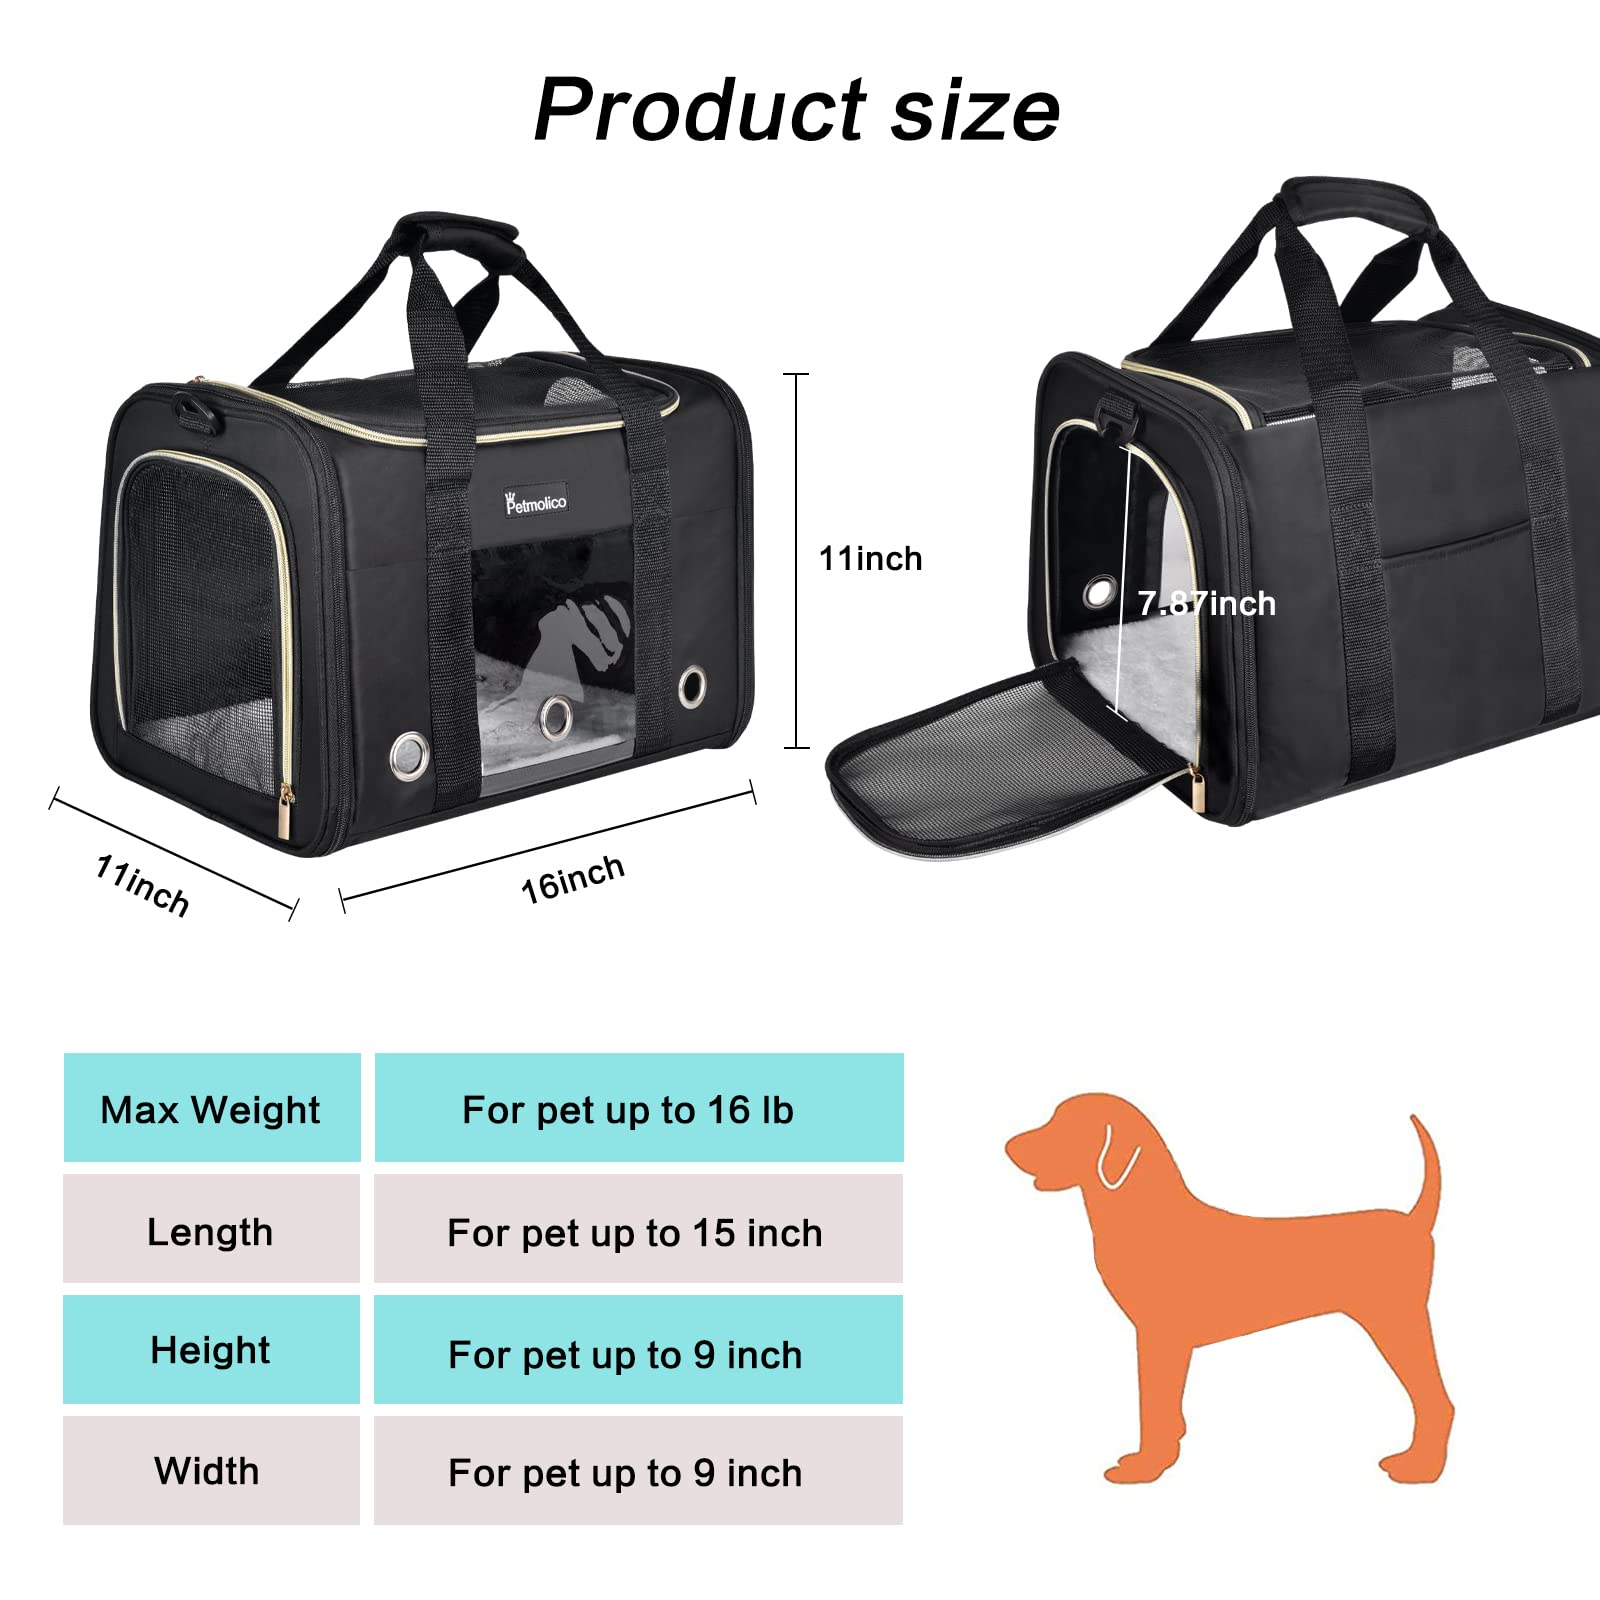 Product size
Petmolico
11inch
7.87inch
11inch
16inch
Max Weight For pet up to 16 lb
Length For pet up to 15 inch
Height For pet up to 9 inch
Width For pet up to 9 inch